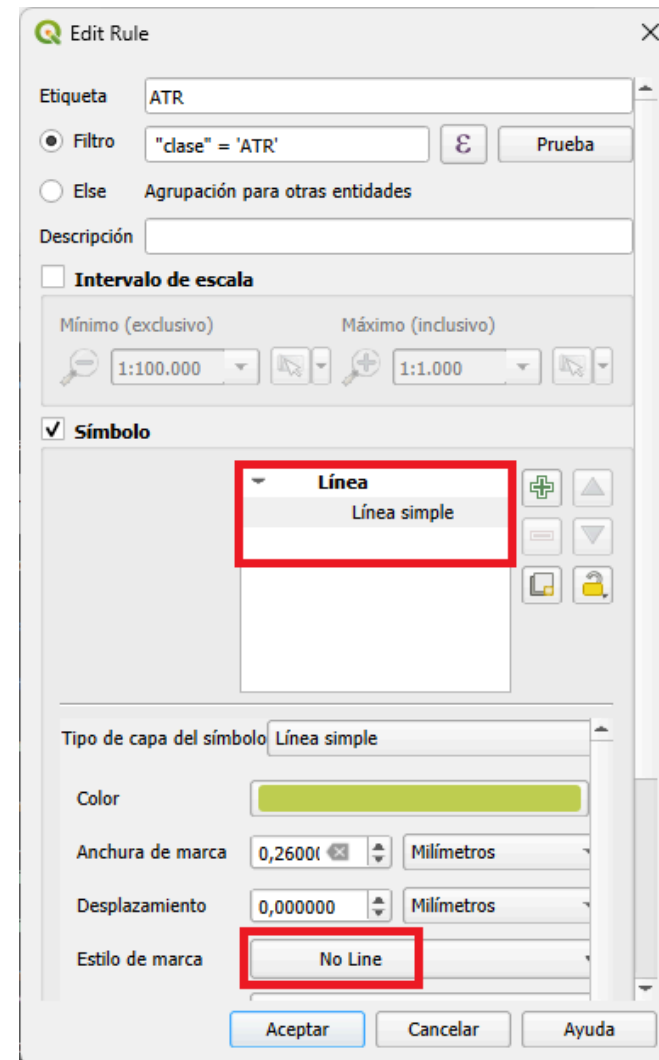 Edit Rule
Etiqueta ATR
Filtro "clase" = 'ATR' ε Prueba
Else Agrupación para otras entidades
Descripción
Intervalo de escala
Mínimo (exclusivo) Máximo (inclusivo)
1:100.000 1:1.000
Símbolo
Línea
Línea simple
Tipo de capa del símbolo Línea simple
Color
Anchura de marca 0,2600( Milímetros
Desplazamiento 0,000000 Milímetros
Estilo de marca No Line
Aceptar Cancelar Ayuda